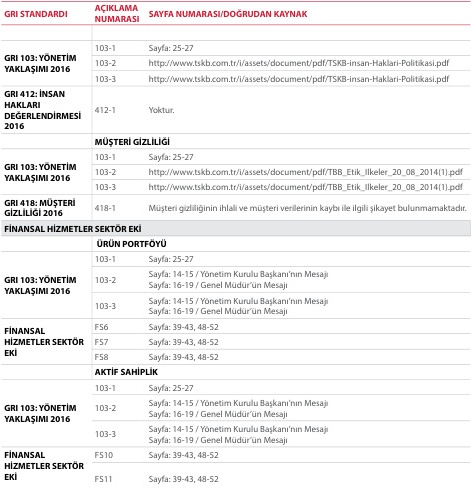 GRI STANDARDI
AÇIKLAMA NUMARASI
SAYFA NUMARASI/DOĞRUDAN KAYNAK
GRI 103: YÖNETİM YAKLAŞIMI 2016
103-1 Sayfa: 25-27
103-2 http://www.tskb.com.tr/i/assets/document/pdf/TSKB-insan-Haklari-Politikasi.pdf
103-3 http://www.tskb.com.tr/i/assets/document/pdf/TSKB-insan-Haklari-Politikasi.pdf
GRI 412: İNSAN
HAKLARI
DEĞERLENDİRMESİ
2016
412-1 Yoktur.
MÜŞTERİ GİZLİLİĞİ
GRI 103: YÖNETİM
YAKLAŞIMI 2016
103-1 Sayfa: 25-27
103-2 http://www.tskb.com.tr/i/assets/document/pdf/TBB_Etik_Ilkeler_20_08_2014(1).pdf
103-3 http://www.tskb.com.tr/i/assets/document/pdf/TBB_Etik_Ilkeler_20_08_2014(1).pdf
GRI 418: MÜŞTERİ
GİZLİLİĞİ 2016
418-1 Müşteri gizliliğinin ihlali ve müşteri verilerinin kaybı ile ilgili şikayet bulunmamaktadır.
FİNANSAL HİZMETLER SEKTÖR EKİ
ÜRÜN PORTFÖYÜ
GRI 103: YÖNETİM
YAKLAŞIMI 2016
103-1 Sayfa: 25-27
103-2 Sayfa: 14-15 / Yönetim Kurulu Başkanı'nın Mesajı
Sayfa: 16-19 / Genel Müdür'ün Mesajı
103-3 Sayfa: 14-15 / Yönetim Kurulu Başkanı'nın Mesajı
Sayfa: 16-19 / Genel Müdür'ün Mesajı
FİNANSAL
HİZMETLER SEKTÖR
EKİ
FS6 Sayfa: 39-43, 48-52
FS7 Sayfa: 39-43, 48-52
FS8 Sayfa: 39-43, 48-52
AKTİF SAHİPLİK
GRI 103: YÖNETİM
YAKLAŞIMI 2016
103-1 Sayfa: 25-27
103-2 Sayfa: 14-15 / Yönetim Kurulu Başkanı'nın Mesajı
Sayfa: 16-19 / Genel Müdür'ün Mesajı
103-3 Sayfa: 14-15 / Yönetim Kurulu Başkanı'nın Mesajı
Sayfa: 16-19 / Genel Müdür'ün Mesajı
FİNANSAL
HİZMETLER SEKTÖR
EKİ
FS10 Sayfa: 39-43, 48-52
FS11 Sayfa: 39-43, 48-52